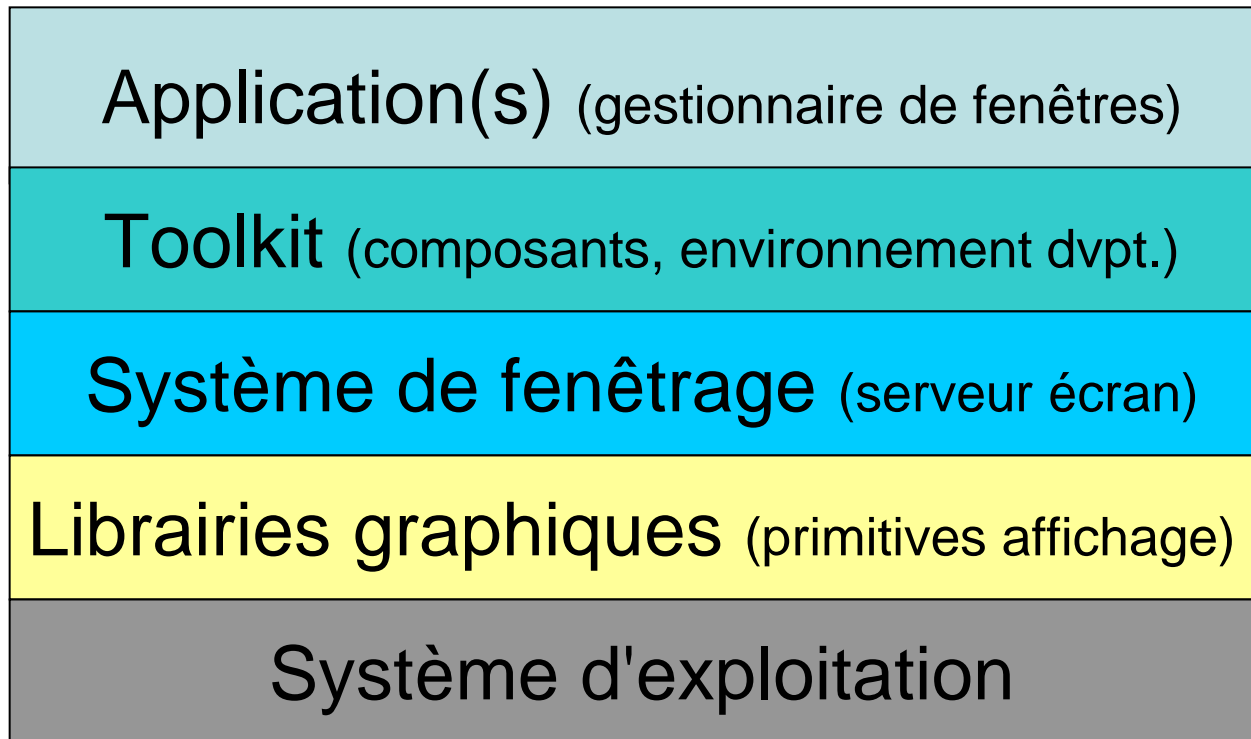 Application(s) (gestionnaire de fenêtres)
Toolkit (composants, environnement dvpt.)
Système de fenêtrage (serveur écran)
Librairies graphiques (primitives affichage)
Système d'exploitation